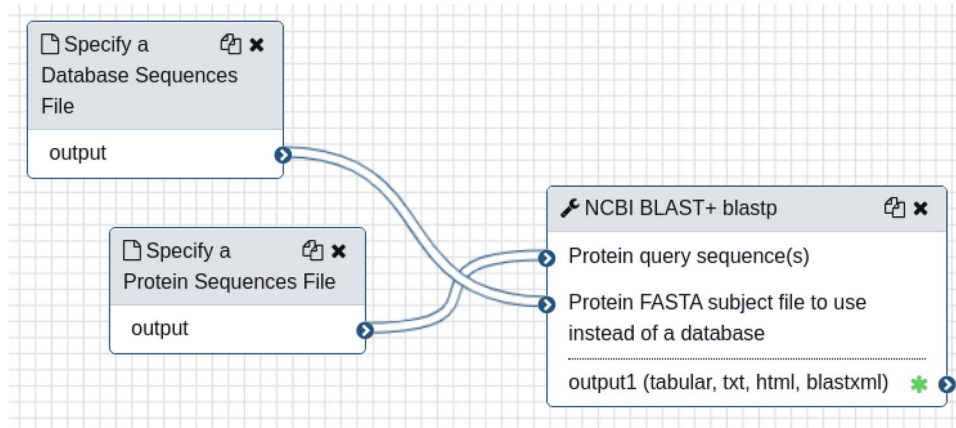 Specify a
Database Sequences
File
output
Specify a
Protein Sequences File
output
NCBI BLAST+ blastp
Protein query sequence(s)
Protein FASTA subject file to use
instead of a database
output1 (tabular, txt, html, blastxml)